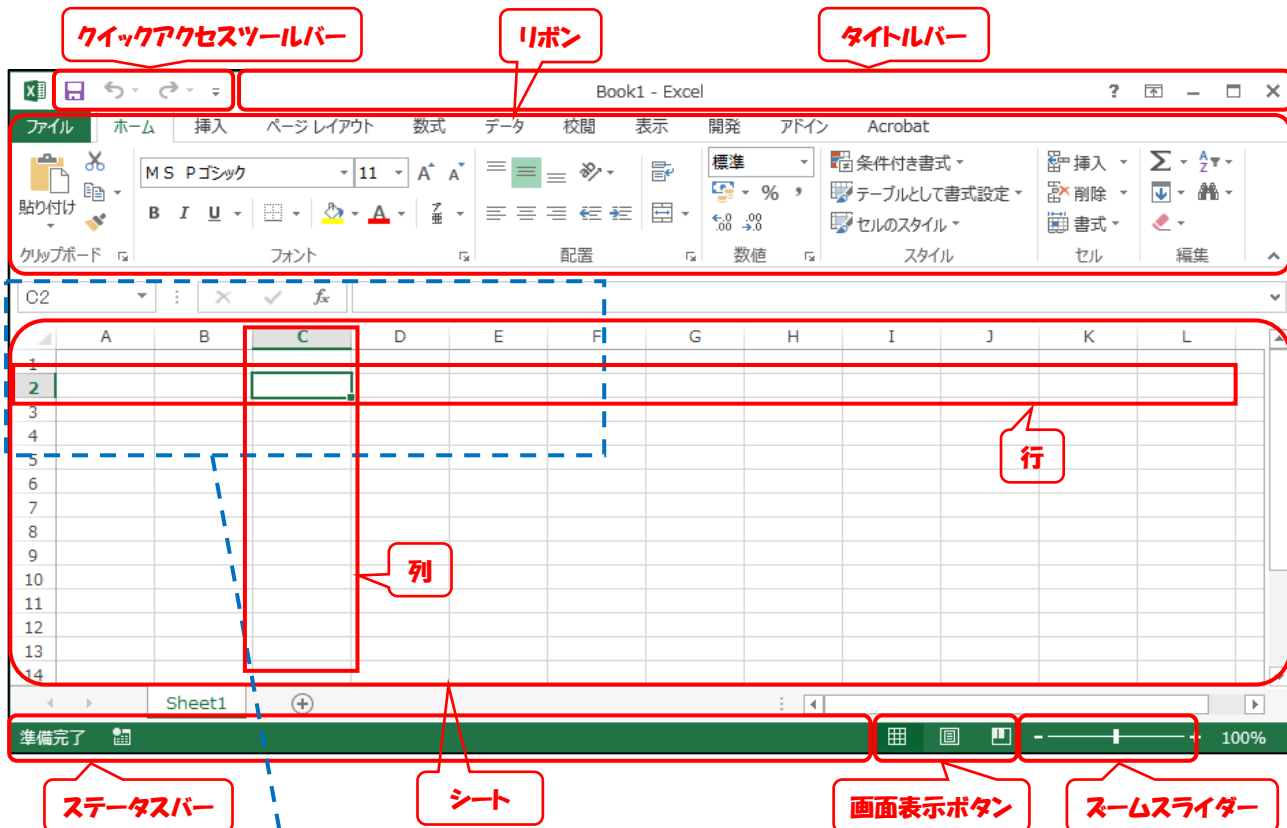 クイックアクセスツールバー リボン タイトルバー
Book1 - Excel ?
ファイル ホーム 挿入 ページ レイアウト 数式 データ 校閲 表示 開発 アドイン Acrobat
貼り付け MS Pゴシック 11 A A 標準 条件付き書式 挿入 Σ A Z
B I U A ア 亜 % , テーブルとして書式設定 削除
←.0 .00 .00 →.0 セルのスタイル 書式
クリップボード フォント 配置 数値 スタイル セル 編集
C2 fx
A B C D E F G H I J K L
1
2
3
4
5
行
6
7
8
9
列
10
11
12
13
14
Sheet1
準備完了 - + 100%
ステータスバー シート 画面表示ボタン ズームスライダー